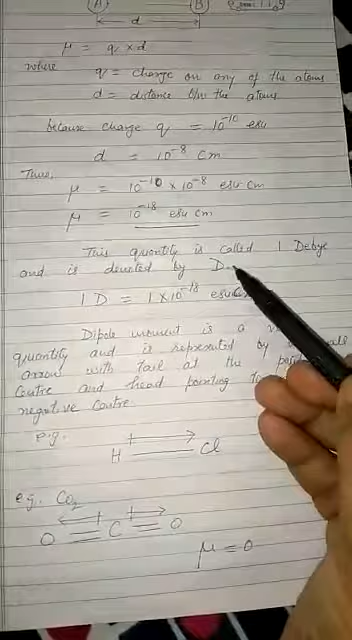 A B
d
μ = q × d
where
q = charge on any of the atoms
d = distance b/w the atoms
because charge q = 10⁻¹⁰ esu
d = 10⁻⁸ cm
Thus,
μ = 10⁻¹⁰ × 10⁻⁸ esu cm
μ = 10⁻¹⁸ esu cm
This quantity is called 1 Debye
and is denoted by D.
1 D = 1 × 10⁻¹⁸ esu
Dipole moment is a
quantity and is represented by
arrow with tail at the
centre and head pointing
negative centre.
e.g.
H —— Cl
e.g. CO₂
O = C = O
μ = 0